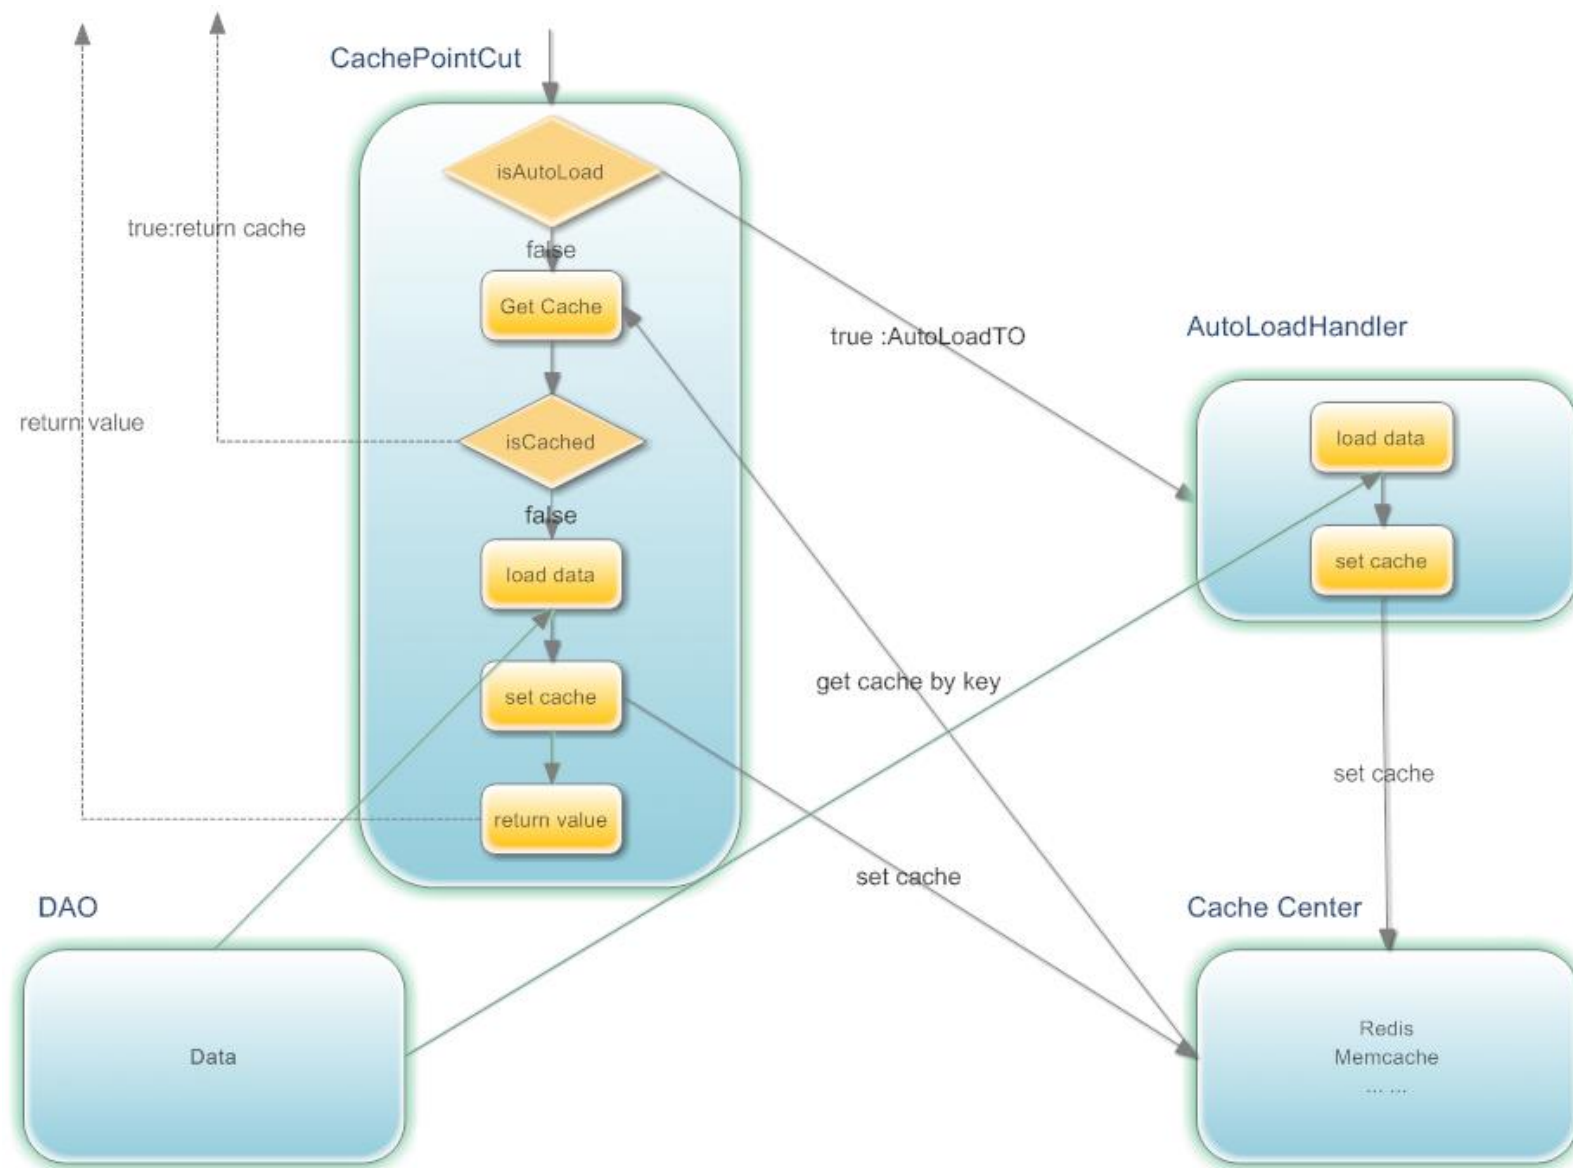 CachePointCut
isAutoLoad
true:return cache
false
Get Cache
true :AutoLoadTO
AutoLoadHandler
return value
isCached
load data
false
set cache
load data
get cache by key
set cache
set cache
return value
set cache
DAO
Cache Center
Data
Redis
Memcache
... ...